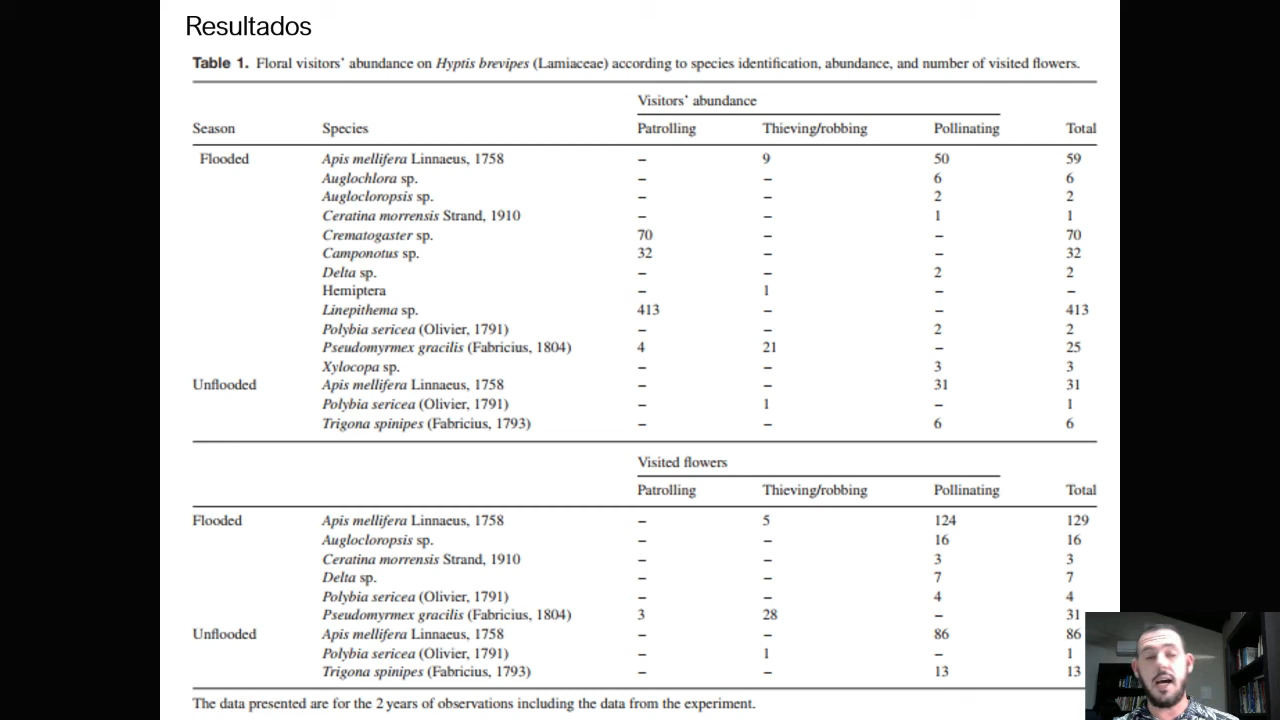 Resultados
Table 1. Floral visitors' abundance on Hyptis brevipes (Lamiaceae) according to species identification, abundance, and number of visited flowers.
Visitors' abundance
Season Species Patrolling Thieving/robbing Pollinating Total
Flooded Apis mellifera Linnaeus, 1758 – 9 50 59
Auglochlora sp. – – 6 6
Auglocloropsis sp. – – 2 2
Ceratina morrensis Strand, 1910 – – 1 1
Crematogaster sp. 70 – – 70
Camponotus sp. 32 – – 32
Delta sp. – – 2 2
Hemiptera – 1 – –
Linepithema sp. 413 – – 413
Polybia sericea (Olivier, 1791) – – 2 2
Pseudomyrmex gracilis (Fabricius, 1804) 4 21 – 25
Xylocopa sp. – – 3 3
Unflooded Apis mellifera Linnaeus, 1758 – – 31 31
Polybia sericea (Olivier, 1791) – 1 – 1
Trigona spinipes (Fabricius, 1793) – – 6 6
Visited flowers
Patrolling Thieving/robbing Pollinating Total
Flooded Apis mellifera Linnaeus, 1758 – 5 124 129
Auglocloropsis sp. – – 16 16
Ceratina morrensis Strand, 1910 – – 3 3
Delta sp. – – 7 7
Polybia sericea (Olivier, 1791) – – 4 4
Pseudomyrmex gracilis (Fabricius, 1804) 3 28 – 31
Unflooded Apis mellifera Linnaeus, 1758 – – 86 86
Polybia sericea (Olivier, 1791) – 1 – 1
Trigona spinipes (Fabricius, 1793) – – 13 13
The data presented are for the 2 years of observations including the data from the experiment.